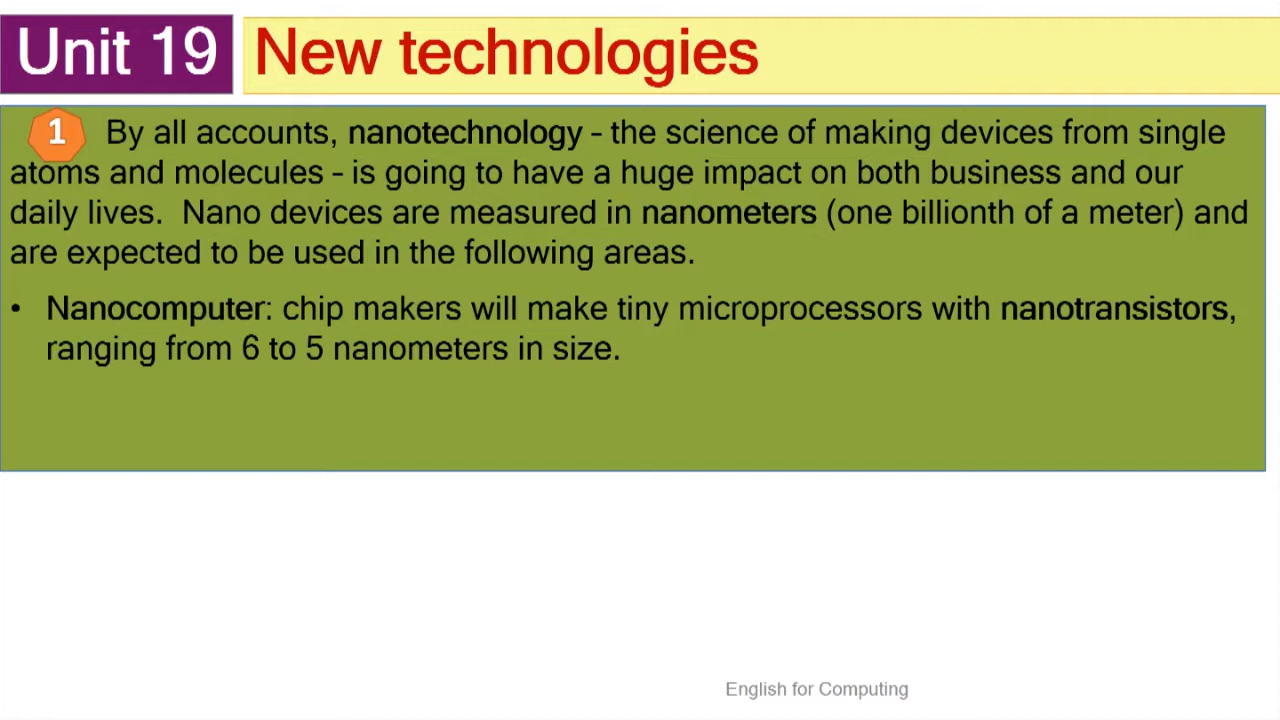 Unit 19 New technologies
1 By all accounts, nanotechnology - the science of making devices from single
atoms and molecules - is going to have a huge impact on both business and our
daily lives. Nano devices are measured in nanometers (one billionth of a meter) and
are expected to be used in the following areas.
• Nanocomputer: chip makers will make tiny microprocessors with nanotransistors,
ranging from 6 to 5 nanometers in size.
English for Computing